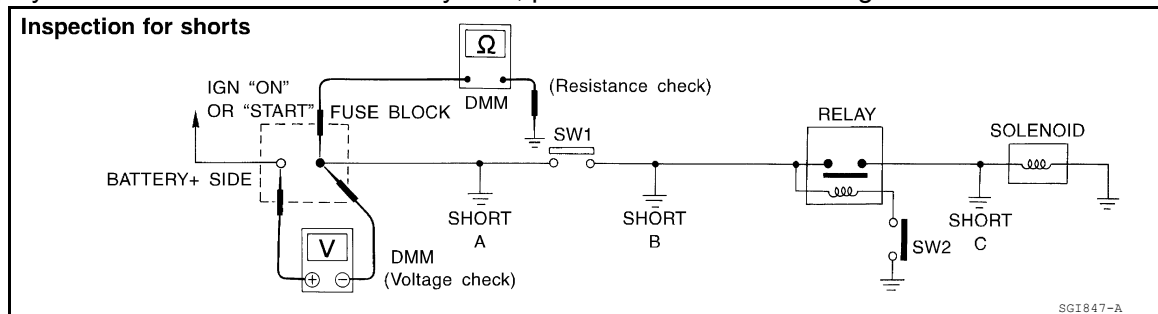 Inspection for shorts
Ω
IGN “ON”
OR “START”
FUSE BLOCK
DMM
(Resistance check)
SW1
RELAY
SOLENOID
BATTERY+ SIDE
SHORT
A
SHORT
B
SHORT
C
SW2
V
+ −
DMM
(Voltage check)
SGI847-A